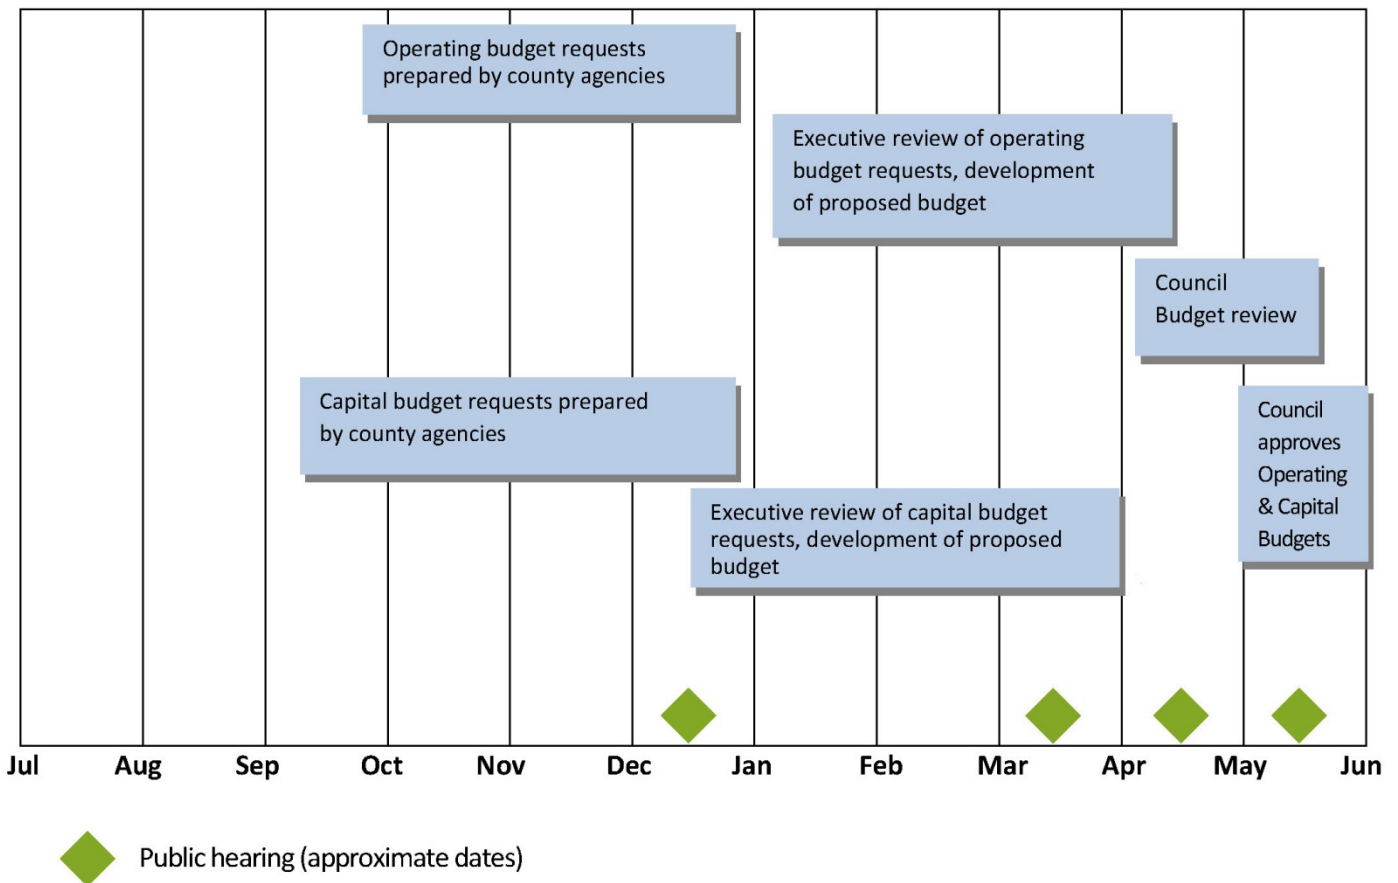 Operating budget requests
prepared by county agencies
Executive review of operating
budget requests, development
of proposed budget
Council
Budget review
Capital budget requests prepared
by county agencies
Council
approves
Operating
& Capital
Budgets
Executive review of capital budget
requests, development of proposed
budget
Jul Aug Sep Oct Nov Dec Jan Feb Mar Apr May Jun
Public hearing (approximate dates)